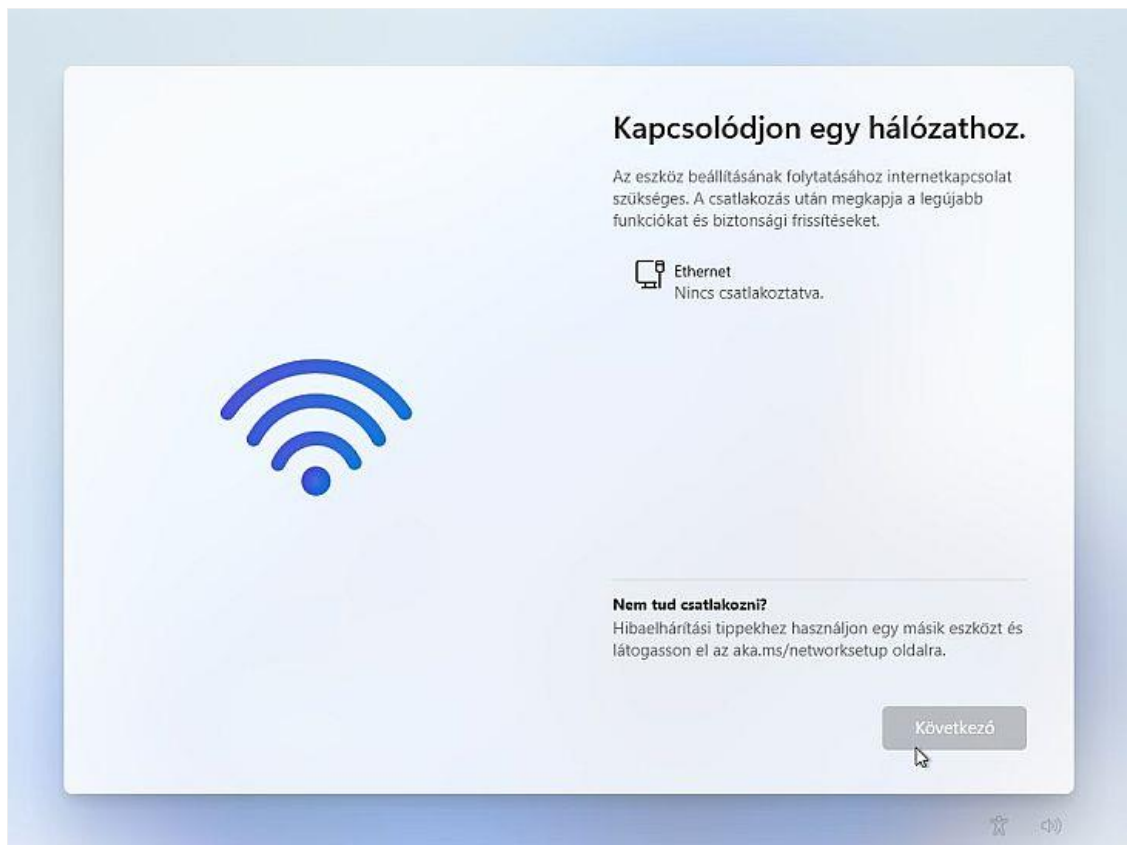 Kapcsolódjon egy hálózathoz.
Az eszköz beállításának folytatásához internetkapcsolat
szükséges. A csatlakozás után megkapja a legújabb
funkciókat és biztonsági frissítéseket.
Ethernet
Nincs csatlakoztatva.
Nem tud csatlakozni?
Hibaelhárítási tippekhez használjon egy másik eszközt és
látogasson el az aka.ms/networksetup oldalra.
Következő